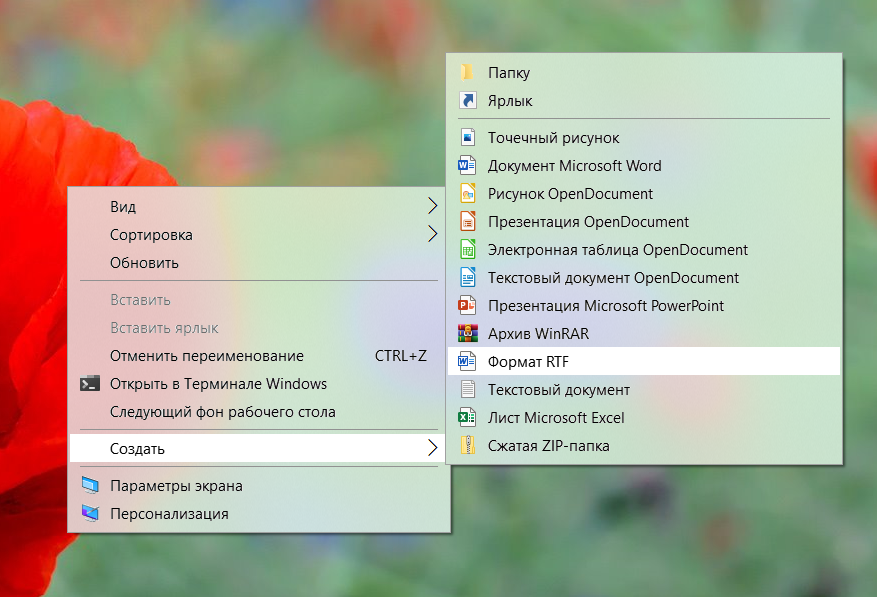 Вид
Сортировка
Обновить
Вставить
Вставить ярлык
Отменить переименование CTRL+Z
Открыть в Терминале Windows
Следующий фон рабочего стола
Создать
Параметры экрана
Персонализация
Папку
Ярлык
Точечный рисунок
Документ Microsoft Word
Рисунок OpenDocument
Презентация OpenDocument
Электронная таблица OpenDocument
Текстовый документ OpenDocument
Презентация Microsoft PowerPoint
Архив WinRAR
Формат RTF
Текстовый документ
Лист Microsoft Excel
Сжатая ZIP-папка